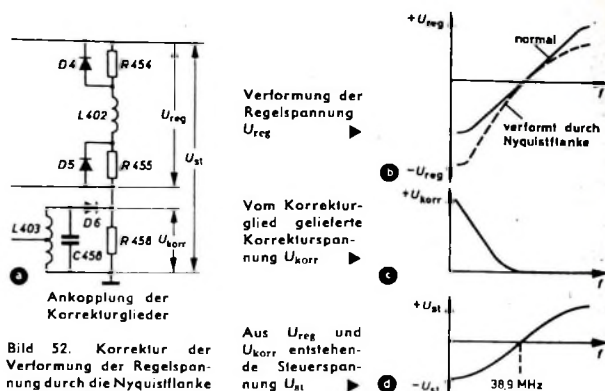 D4
R454
L402
D5
R455
U_reg
U_st
D6
L403
C458
R458
U_korr
a
Ankopplung der
Korrekturglieder
Bild 52. Korrektur der
Verformung der Regelspan-
nung durch die Nyquistflanke
Verformung der
Regelspannung
U_reg ▶
Vom Korrektur-
glied gelieferte
Korrekturspan-
nung U_korr ▶
Aus U_reg und
U_korr entstehen-
de Steuerspan-
nung U_st ▶
+U_reg
normal
f
verformt durch
Nyquistflanke
−U_reg
b
+U_korr
c
f
+U_st
−U_st
38,9 MHz
f
d